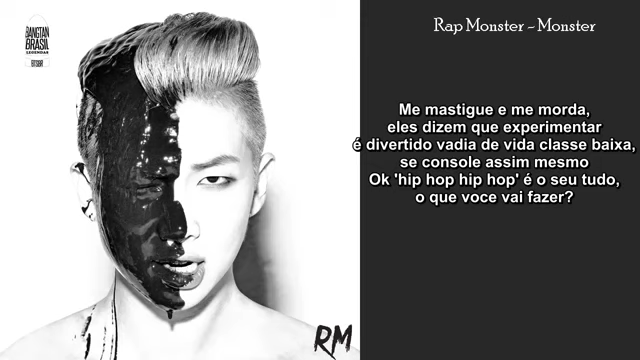 BANGTAN
BRASIL
LEGENDAS
BTSBR
Rap Monster - Monster
Me mastigue e me morda,
eles dizem que experimentar
é divertido vadia de vida classe baixa,
se console assim mesmo
Ok 'hip hop hip hop' é o seu tudo,
o que voce vai fazer?
RM